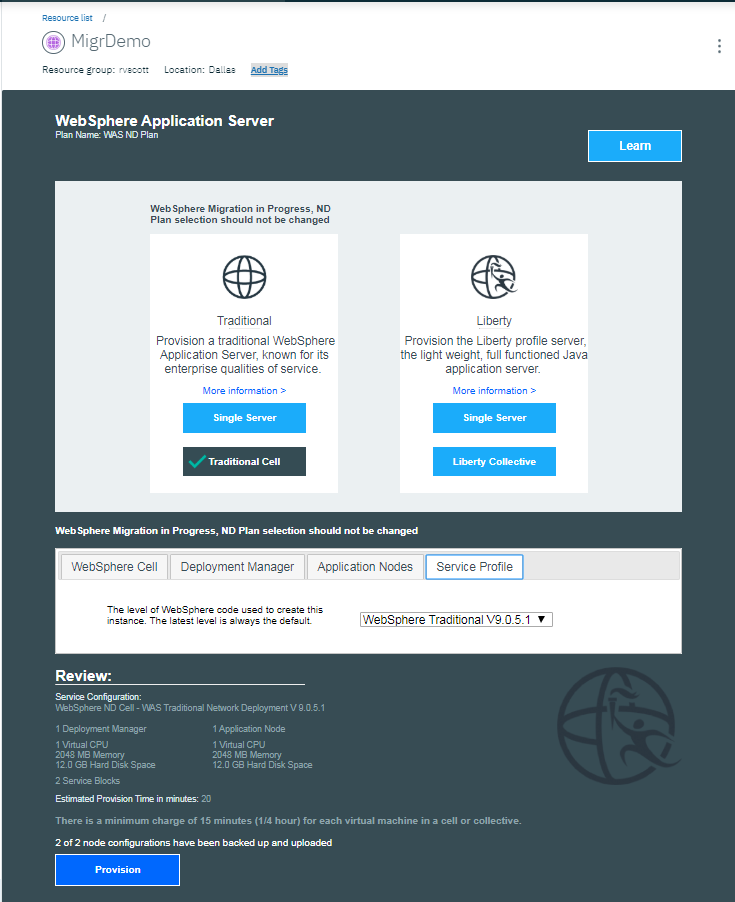 Resource list /
MigrDemo
Resource group: rvscott Location: Dallas Add Tags
WebSphere Application Server
Plan Name: WAS ND Plan
Learn
WebSphere Migration in Progress, ND
Plan selection should not be changed
Traditional
Provision a traditional WebSphere
Application Server, known for its
enterprise qualities of service.
More information >
Single Server
Traditional Cell
Liberty
Provision the Liberty profile server,
the light weight, full functioned Java
application server.
More information >
Single Server
Liberty Collective
WebSphere Migration in Progress, ND Plan selection should not be changed
WebSphere Cell Deployment Manager Application Nodes Service Profile
The level of WebSphere code used to create this
instance. The latest level is always the default.
WebSphere Traditional V9.0.5.1
Review:
Service Configuration:
WebSphere ND Cell - WAS Traditional Network Deployment V 9.0.5.1
1 Deployment Manager 1 Application Node
1 Virtual CPU 1 Virtual CPU
2048 MB Memory 2048 MB Memory
12.0 GB Hard Disk Space 12.0 GB Hard Disk Space
2 Service Blocks
Estimated Provision Time in minutes: 20
There is a minimum charge of 15 minutes (1/4 hour) for each virtual machine in a cell or collective.
2 of 2 node configurations have been backed up and uploaded
Provision